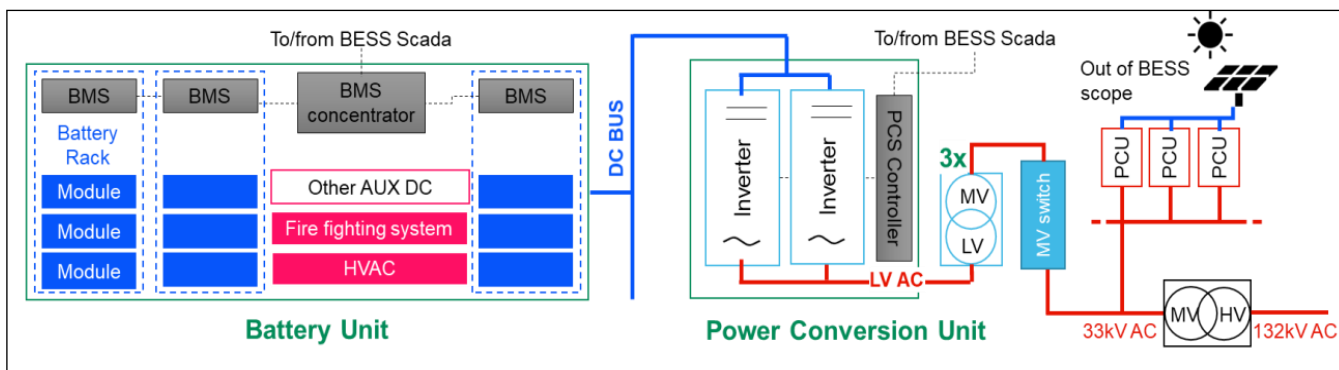 To/from BESS Scada
BMS
BMS
BMS
concentrator
BMS
Battery
Rack
Module
Module
Module
Other AUX DC
Fire fighting system
HVAC
Battery Unit
DC BUS
To/from BESS Scada
Inverter
Inverter
PCS Controller
LV AC
Power Conversion Unit
3x
MV
LV
MV switch
Out of BESS
scope
PCU
PCU
PCU
33kV AC
MV
HV
132kV AC